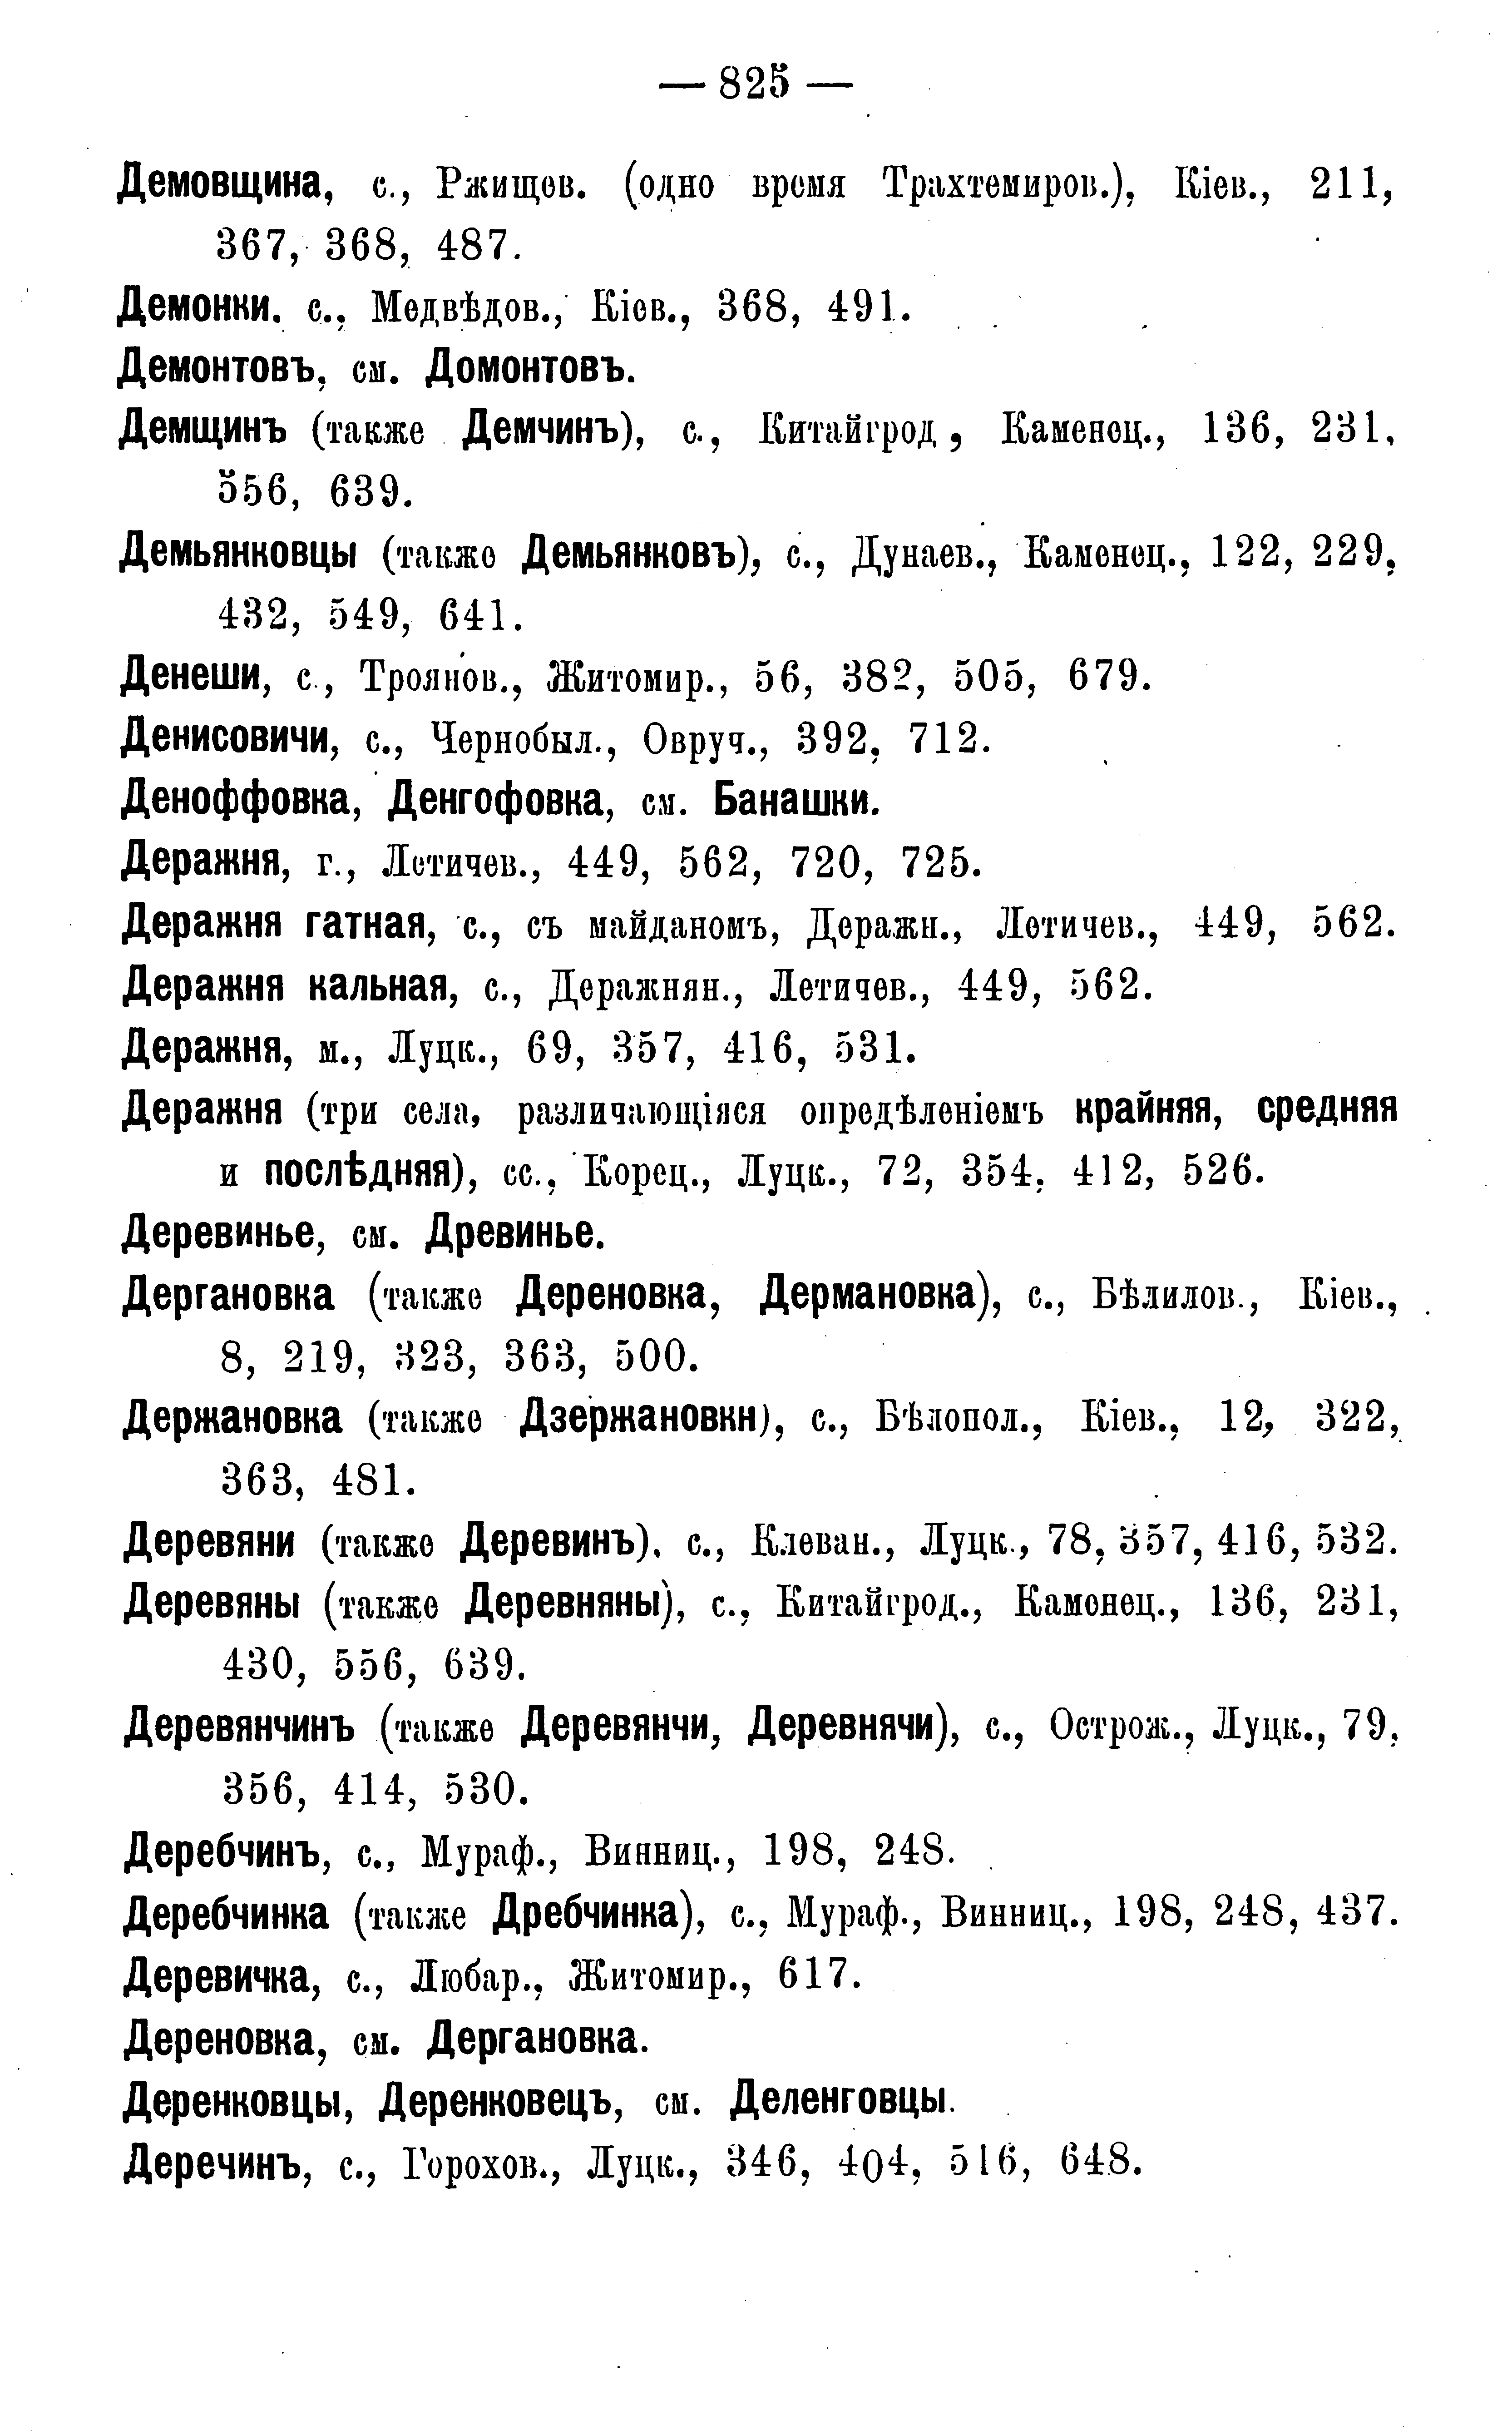 — 825 —
Демовщина, с., Ржищев. (одно время Трахтемиров.), Кіев., 211,
367, 368, 487.
Демонки. с., Медвѣдов., Кіев., 368, 491.
Демонтовъ, см. Домонтовъ.
Демщинъ (также Демчинъ), с., Китайгрод, Каменец., 136, 231,
556, 639.
Демьянковцы (также Демьянковъ), с., Дунаев., Каменец., 122, 229,
432, 549, 641.
Денеши, с., Троянов., Житомир., 56, 382, 505, 679.
Денисовичи, с., Чернобыл., Овруч., 392, 712.
Деноффовка, Денгофовка, см. Банашки.
Деражня, г., Летичев., 449, 562, 720, 725.
Деражня гатная, с., съ майданомъ, Деражн., Летичев., 449, 562.
Деражня кальная, с., Деражнян., Летичев., 449, 562.
Деражня, м., Луцк., 69, 357, 416, 531.
Деражня (три села, различающіяся опредѣленіемъ крайняя, средняя
и послѣдняя), сс., Корец., Луцк., 72, 354, 412, 526.
Деревинье, см. Древинье.
Дергановка (также Дереновка, Дермановка), с., Бѣлилов., Кіев.,
8, 219, 323, 363, 500.
Держановка (также Дзержановки), с., Бѣлопол., Кіев., 12, 322,
363, 481.
Деревяни (также Деревинъ), с., Клеван., Луцк., 78, 357, 416, 532.
Деревяны (также Деревняны), с., Китайгрод., Каменец., 136, 231,
430, 556, 639.
Деревянчинъ (также Деревянчи, Деревнячи), с., Острож., Луцк., 79,
356, 414, 530.
Деребчинъ, с., Мураф., Винниц., 198, 248.
Деребчинка (также Дребчинка), с., Мураф., Винниц., 198, 248, 437.
Деревичка, с., Любар., Житомир., 617.
Дереновка, см. Дергановка.
Деренковцы, Деренковецъ, см. Деленговцы.
Деречинъ, с., Горохов., Луцк., 346, 404, 516, 648.